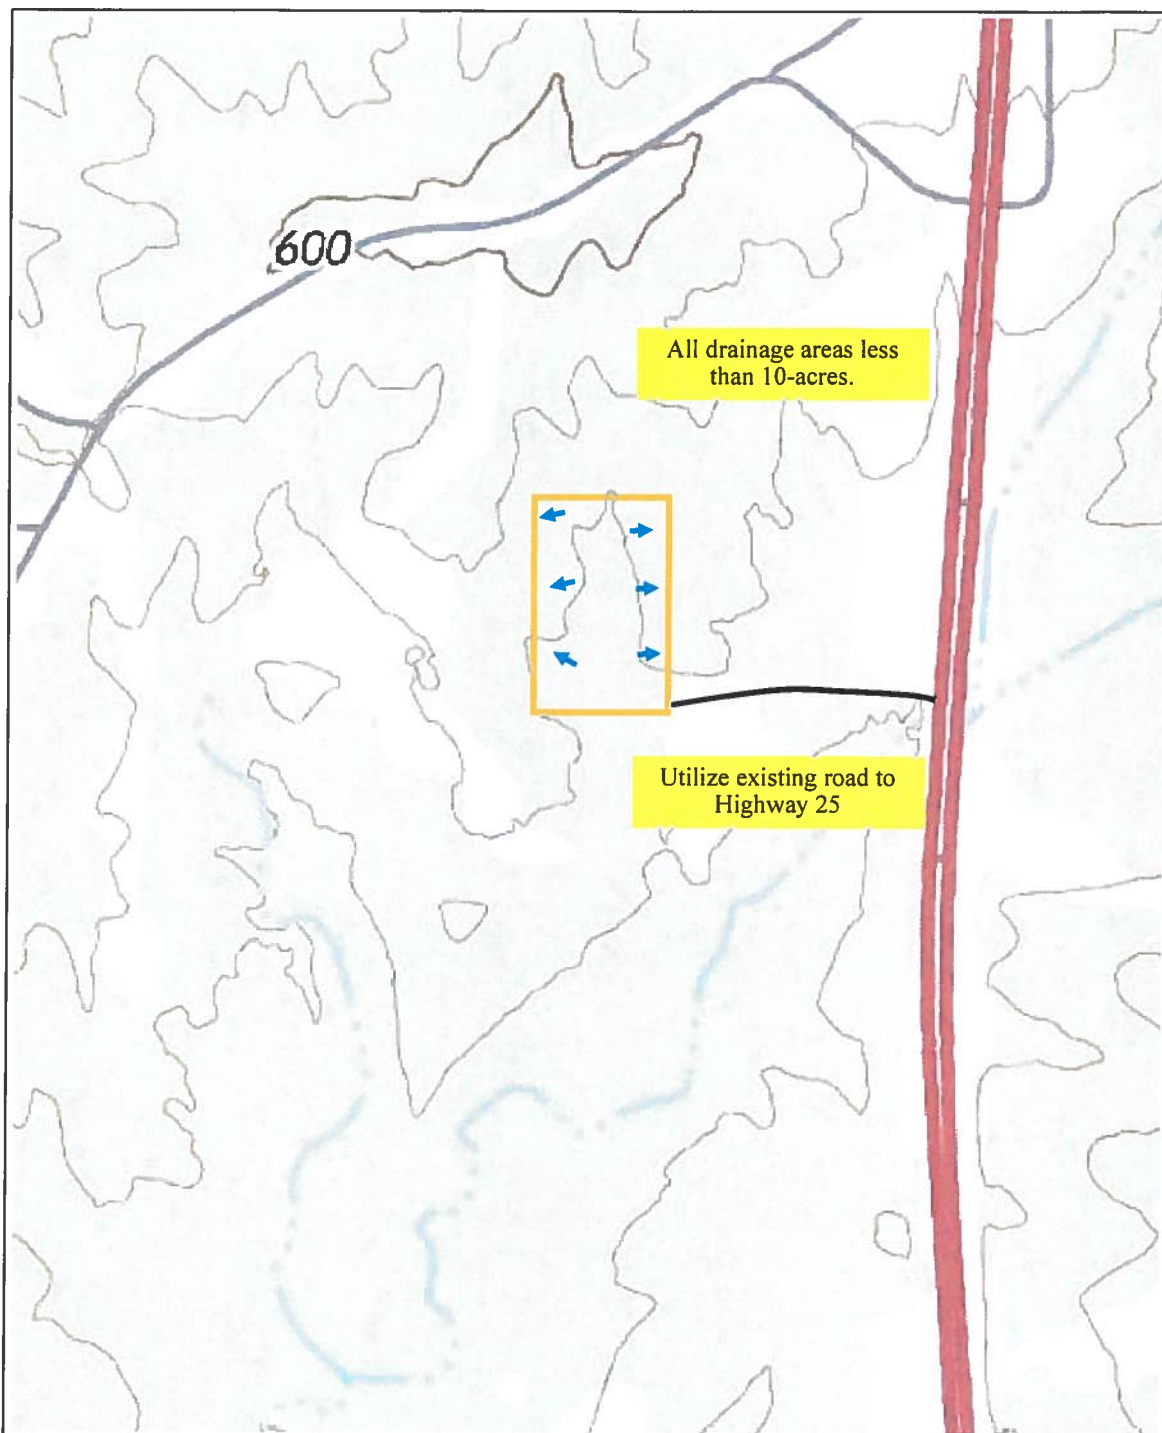 600
All drainage areas less
than 10-acres.
Utilize existing road to
Highway 25